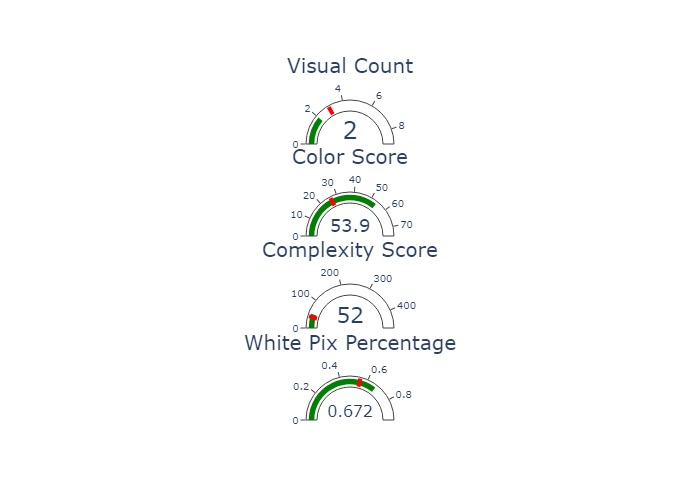 Visual Count
0 2 4 6 8
2
Color Score
0 10 20 30 40 50 60 70
53.9
Complexity Score
0 100 200 300 400
52
White Pix Percentage
0 0.2 0.4 0.6 0.8
0.672